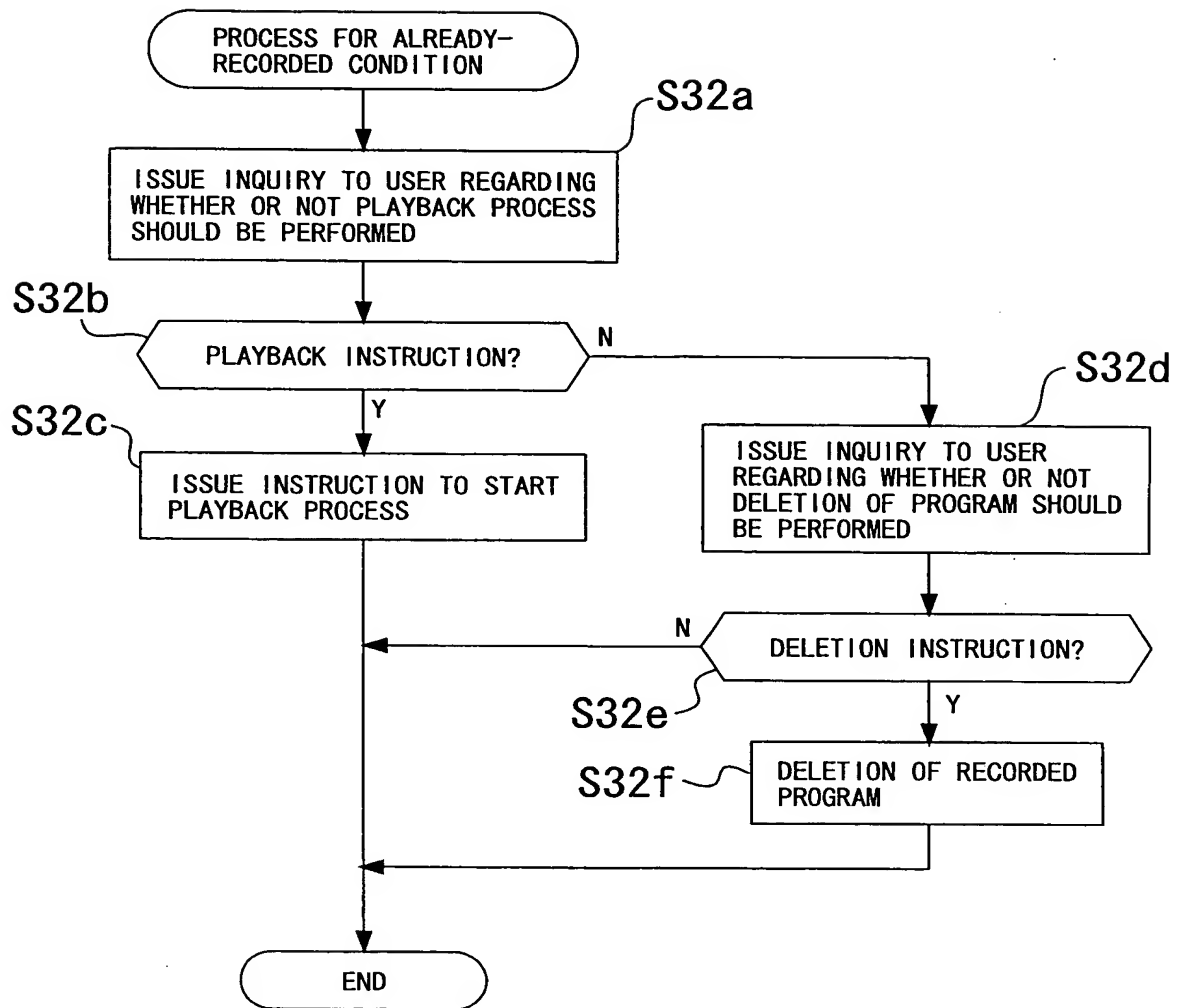 PROCESS FOR ALREADY-
RECORDED CONDITION
S32a
ISSUE INQUIRY TO USER REGARDING
WHETHER OR NOT PLAYBACK PROCESS
SHOULD BE PERFORMED
S32b
PLAYBACK INSTRUCTION?
N
Y
S32c
ISSUE INSTRUCTION TO START
PLAYBACK PROCESS
S32d
ISSUE INQUIRY TO USER
REGARDING WHETHER OR NOT
DELETION OF PROGRAM SHOULD
BE PERFORMED
N
DELETION INSTRUCTION?
S32e
Y
S32f
DELETION OF RECORDED
PROGRAM
END